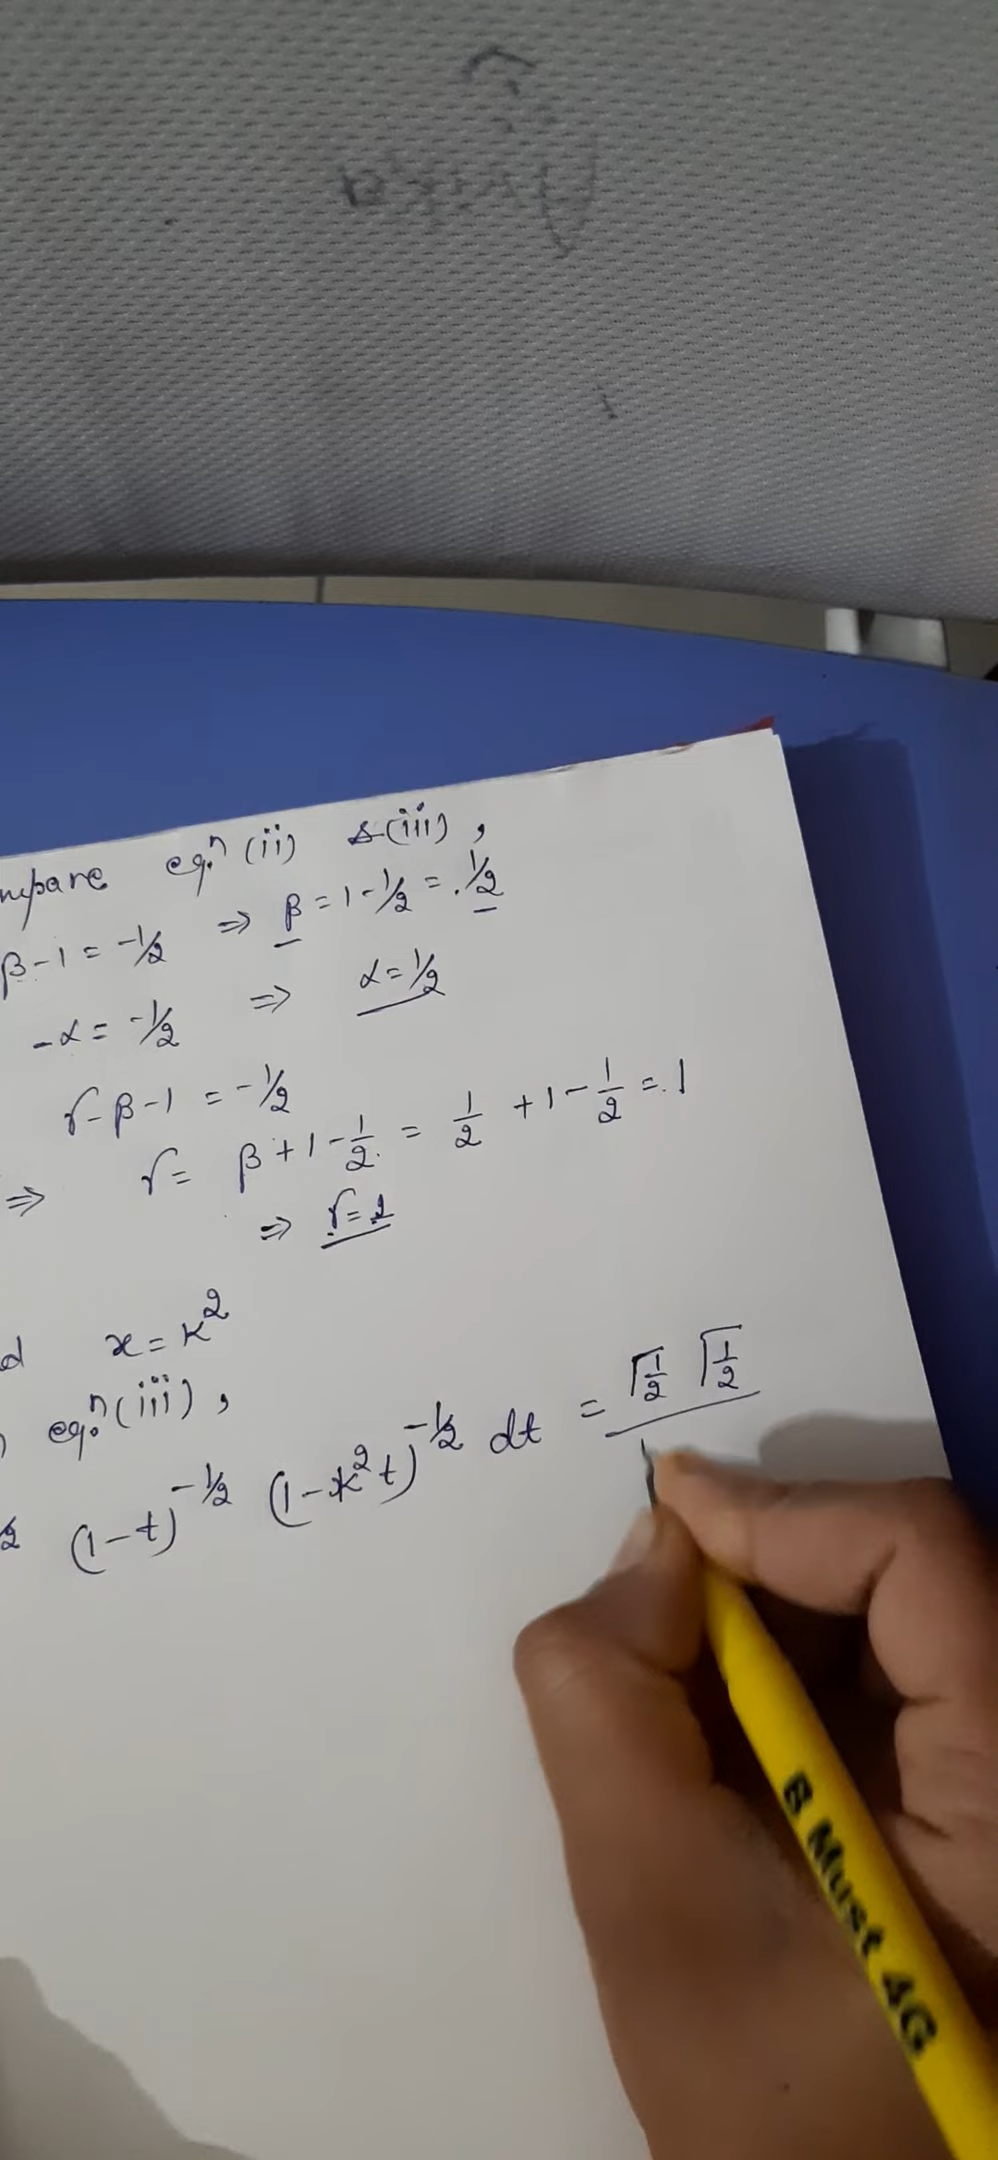 mpare eqⁿ (ii) & (iii),
β-1 = -1/2 ⇒ β = 1-1/2 = 1/2
-α = -1/2 ⇒ α = 1/2
γ-β-1 = -1/2
⇒ γ = β+1-1/2 = 1/2 +1-1/2 = 1
⇒ γ=1
d x = k²
eqⁿ (iii),
2 (1-t)^-1/2 (1-k²t)^-1/2 dt = Γ1/2 Γ1/2
B Must 4G